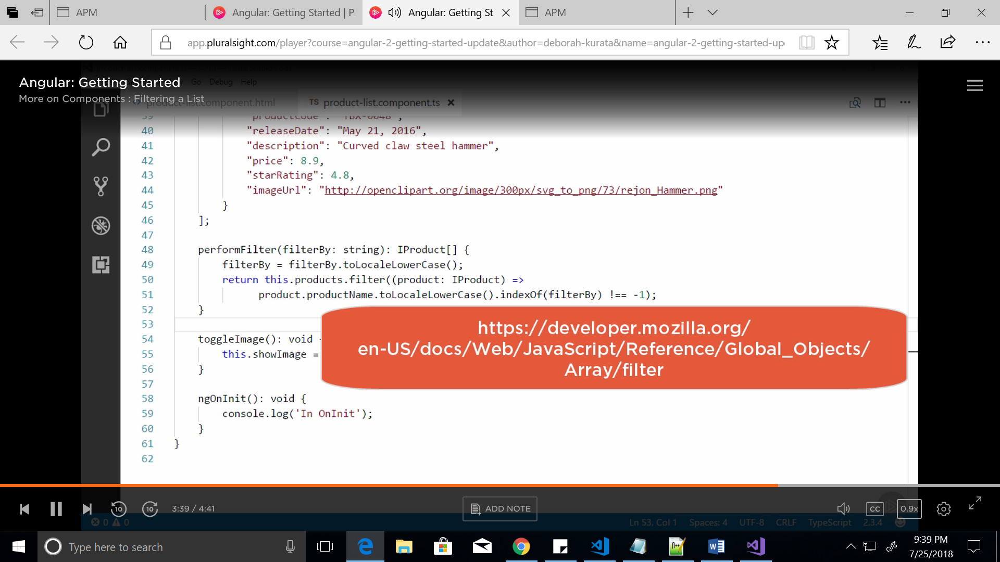 APM
Angular: Getting Started | Pl
Angular: Getting St
APM
app.pluralsight.com/player?course=angular-2-getting-started-update&author=deborah-kurata&name=angular-2-getting-started-up
Angular: Getting Started
Go Debug Help
More on Components : Filtering a List
product-list.component.html
TS product-list.component.ts
39 "productCode": "TBX-0048",
40 "releaseDate": "May 21, 2016",
41 "description": "Curved claw steel hammer",
42 "price": 8.9,
43 "starRating": 4.8,
44 "imageUrl": "http://openclipart.org/image/300px/svg_to_png/73/rejon_Hammer.png"
45 }
46 ];
47
48 performFilter(filterBy: string): IProduct[] {
49 filterBy = filterBy.toLocaleLowerCase();
50 return this.products.filter((product: IProduct) =>
51 product.productName.toLocaleLowerCase().indexOf(filterBy) !== -1);
52 }
53
54 toggleImage(): void
55 this.showImage =
56 }
57
58 ngOnInit(): void {
59 console.log('In OnInit');
60 }
61 }
62
https://developer.mozilla.org/
en-US/docs/Web/JavaScript/Reference/Global_Objects/
Array/filter
10
10
3:39 / 4:41
ADD NOTE
CC
0.9x
0 0
Ln 53, Col 1 Spaces: 4 UTF-8 CRLF TypeScript 2.3.4
Type here to search
9:39 PM
7/25/2018